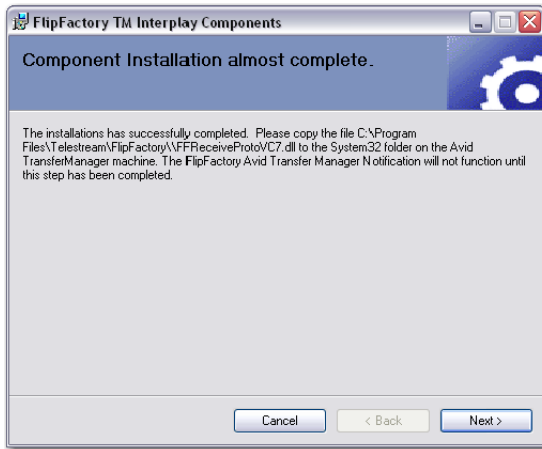 FlipFactory TM Interplay Components
Component Installation almost complete.
The installations has successfully completed.  Please copy the file C:\Program
Files\Telestream\FlipFactory\\FFReceiveProtoVC7.dll to the System32 folder on the Avid
TransferManager machine. The FlipFactory Avid Transfer Manager Notification will not function until
this step has been completed.
Cancel
< Back
Next >